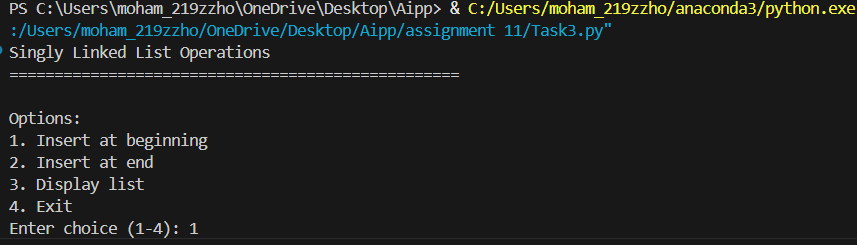 PS C:\Users\moham_219zzho\OneDrive\Desktop\Aipp> & C:/Users/moham_219zzho/anaconda3/python.exe
:/Users/moham_219zzho/OneDrive/Desktop/Aipp/assignment 11/Task3.py"
Singly Linked List Operations
==================================================
Options:
1. Insert at beginning
2. Insert at end
3. Display list
4. Exit
Enter choice (1-4): 1